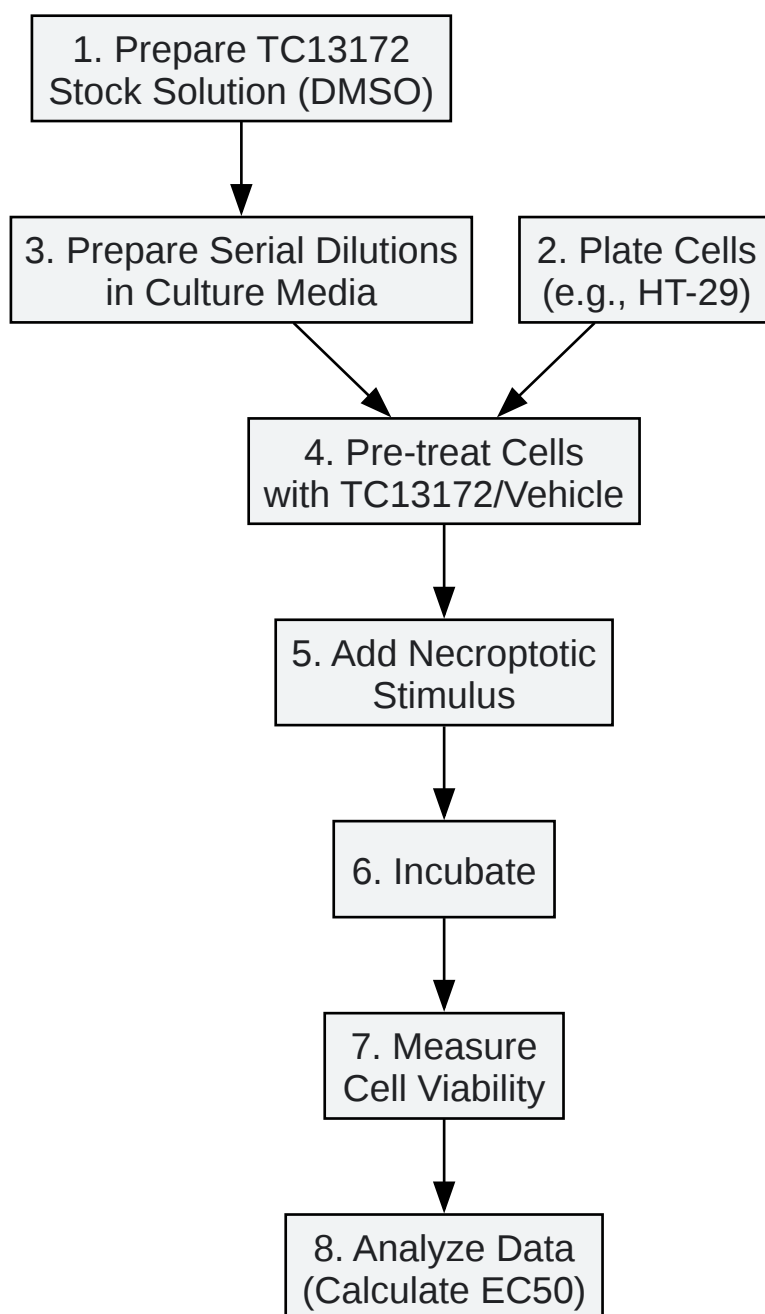 1. Prepare TC13172
Stock Solution (DMSO)
3. Prepare Serial Dilutions
in Culture Media
2. Plate Cells
(e.g., HT-29)
4. Pre-treat Cells
with TC13172/Vehicle
5. Add Necroptotic
Stimulus
6. Incubate
7. Measure
Cell Viability
8. Analyze Data
(Calculate EC50)